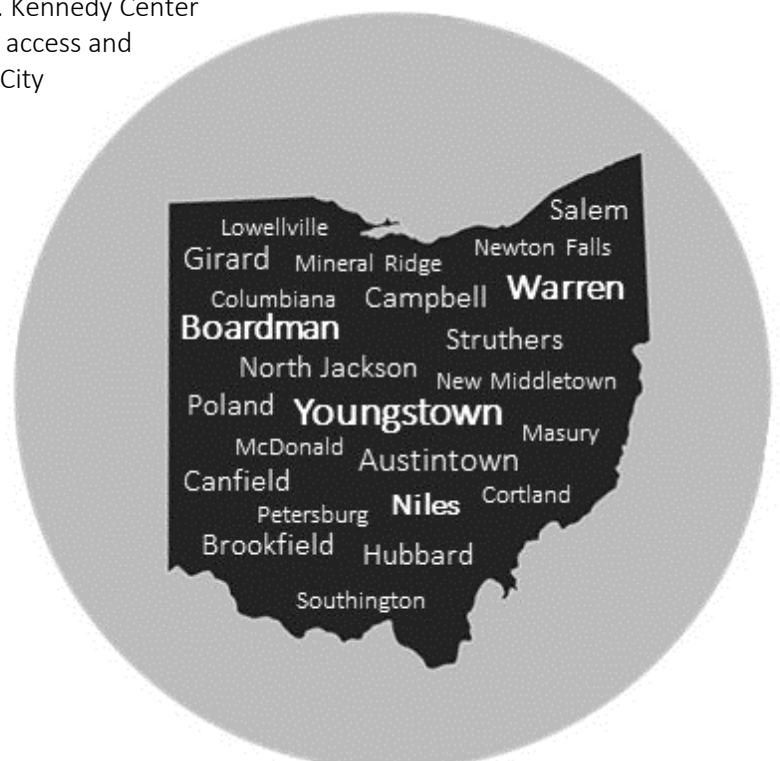 . Kennedy Center
access and
City
Salem
Lowellville
Newton Falls
Girard
Mineral Ridge
Warren
Columbiana
Campbell
Boardman
Struthers
North Jackson
New Middletown
Poland
Youngstown
Masury
McDonald
Austintown
Canfield
Cortland
Niles
Petersburg
Brookfield
Hubbard
Southington